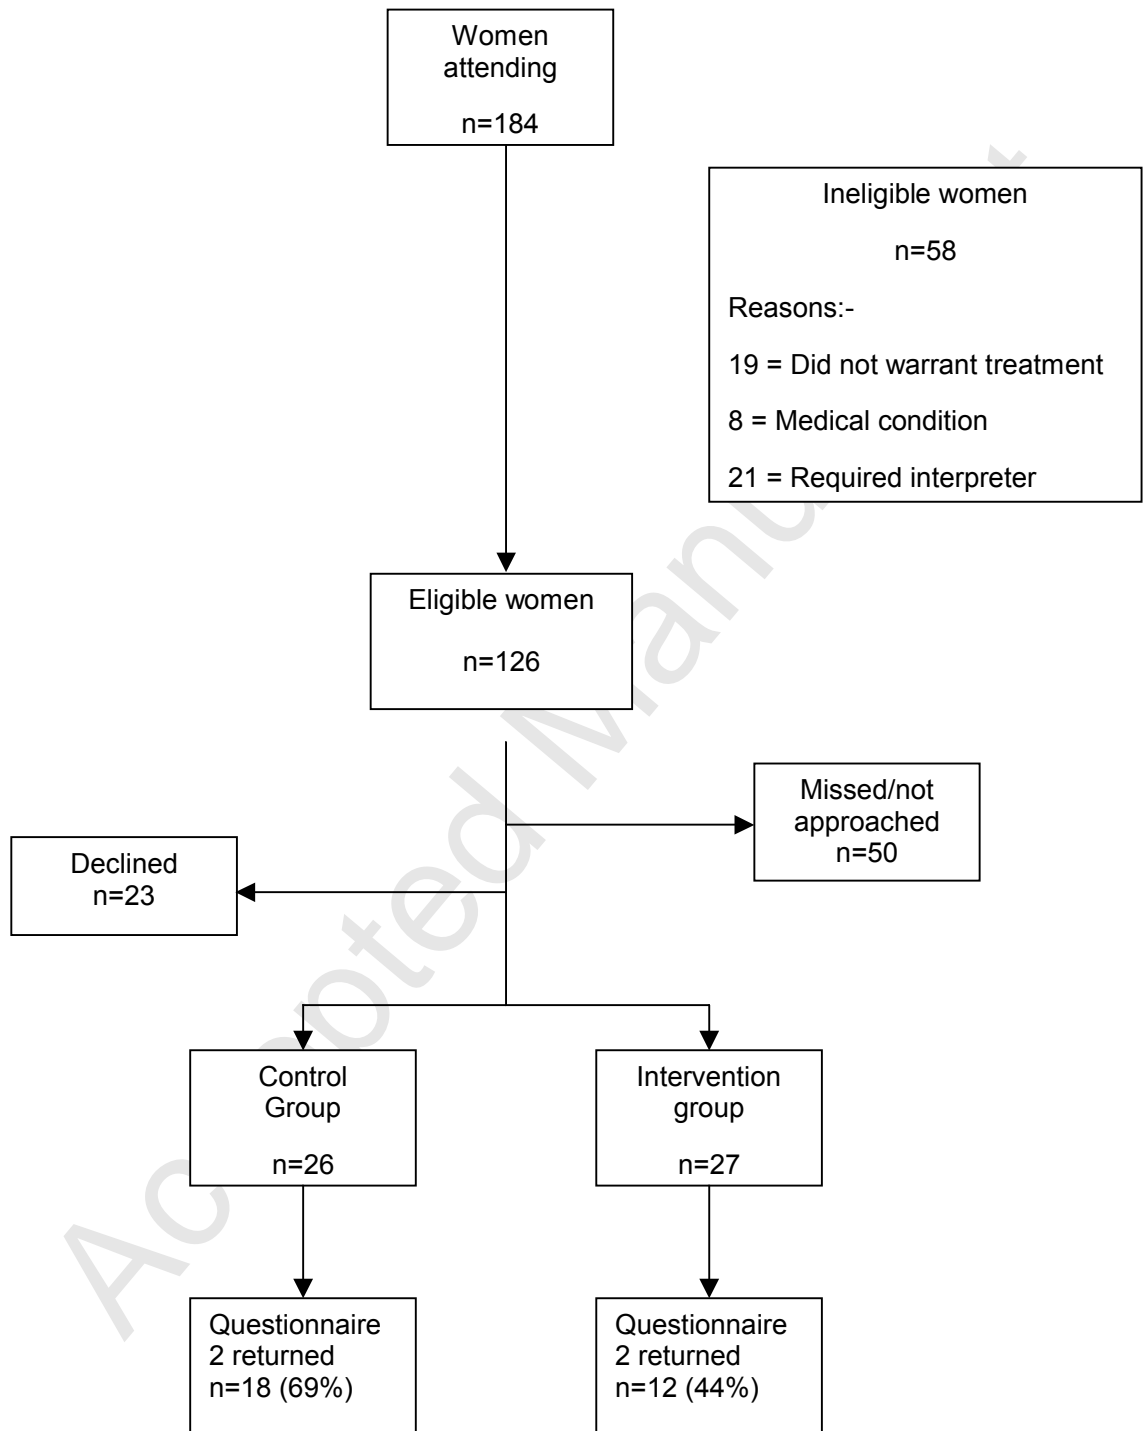 Women
attending
n=184
Ineligible women
n=58
Reasons:-
19 = Did not warrant treatment
8 = Medical condition
21 = Required interpreter
Eligible women
n=126
Missed/not
approached
n=50
Declined
n=23
Control
Group
n=26
Intervention
group
n=27
Questionnaire
2 returned
n=18 (69%)
Questionnaire
2 returned
n=12 (44%)